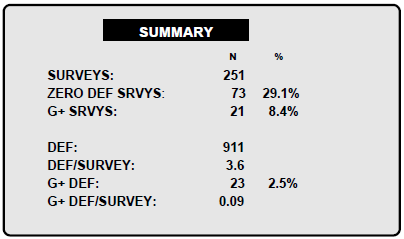 SUMMARY
N %
SURVEYS: 251
ZERO DEF SRVYS: 73 29.1%
G+ SRVYS: 21 8.4%
DEF: 911
DEF/SURVEY: 3.6
G+ DEF: 23 2.5%
G+ DEF/SURVEY: 0.09